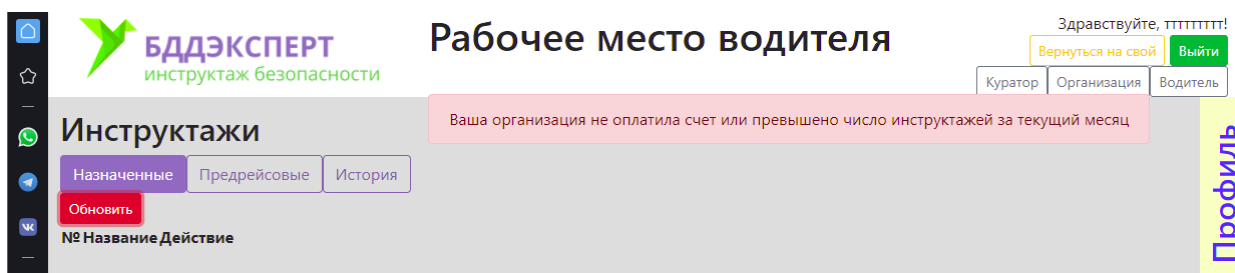 БДДЭКСПЕРТ
инструктаж безопасности
Рабочее место водителя
Здравствуйте, тттттттт!
Вернуться на свой Выйти
Куратор Организация Водитель
Ваша организация не оплатила счет или превышено число инструктажей за текущий месяц
Инструктажи
Назначенные Предрейсовые История
Обновить
№ Название Действие
Профиль